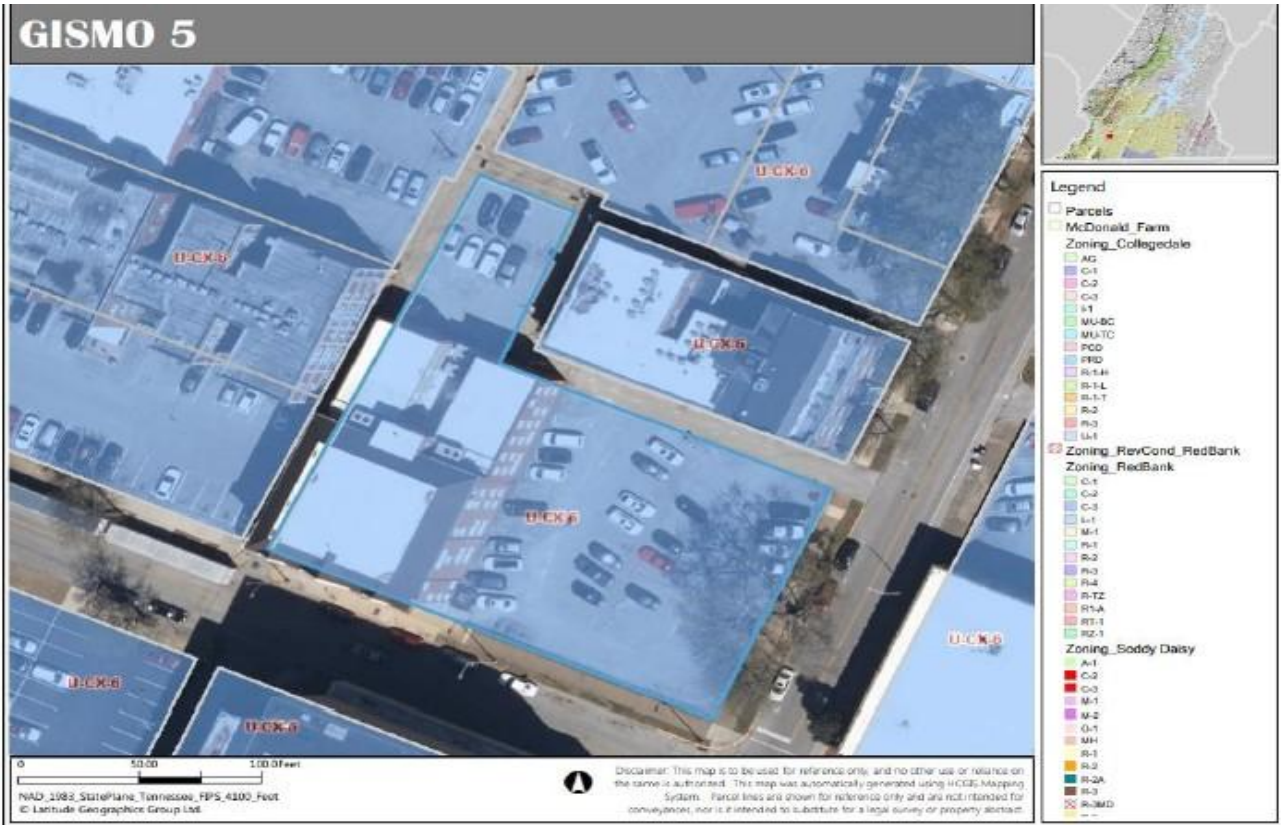 GISMO 5
U-CX-6
U-CX-6
U-CX-6
U-CX-6
U-CX-6
U-CX-6
U-CX-6
0 50.00 100.0 Feet
NAD_1983_StatePlane_Tennessee_FIPS_4100_Feet
© Latitude Geographics Group Ltd.
Disclaimer: This map is to be used for reference only, and no other use or reliance on
the same is authorized. This map was automatically generated using HCGIS Mapping
System. Parcel lines are shown for reference only and are not intended for
conveyances, nor is it intended to substitute for a legal survey or property abstract.
Legend
Parcels
McDonald_Farm
Zoning_Collegedale
AG
C-1
C-2
C-3
I-1
MU-BC
MU-TC
PCD
PRD
R-1-H
R-1-L
R-1-T
R-2
R-3
U-1
Zoning_RevCond_RedBank
Zoning_RedBank
C-1
C-2
C-3
L-1
M-1
R-1
R-2
R-3
R-4
R-TZ
R1-A
RT-1
RZ-1
Zoning_Soddy Daisy
A-1
C-2
C-3
M-1
M-2
O-1
MH
R-1
R-2
R-2A
R-3
R-3MD